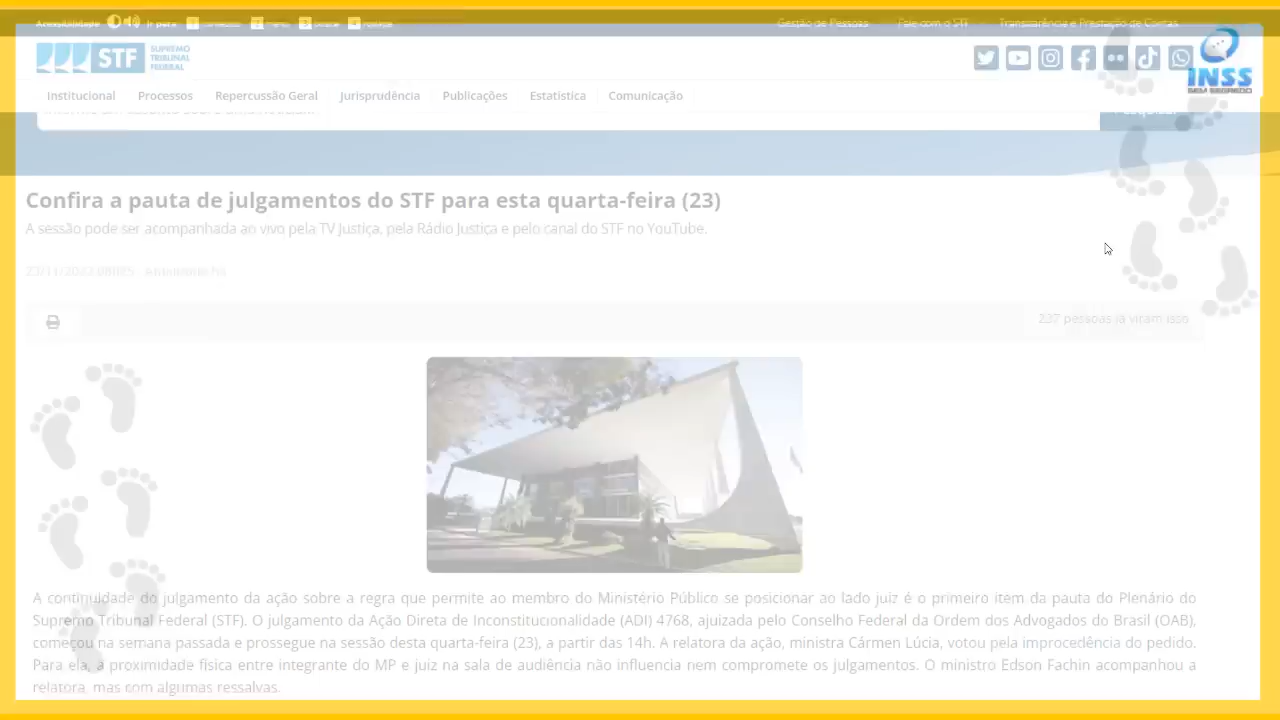 Acessibilidade Ir para 1 2 3 4
Gestão de Pessoas Fale com o STF Transparência e Prestação de Contas
STF SUPREMO
TRIBUNAL
FEDERAL
INSS
SEM SEGREDO
Institucional Processos Repercussão Geral Jurisprudência Publicações Estatística Comunicação
Confira a pauta de julgamentos do STF para esta quarta-feira (23)
A sessão pode ser acompanhada ao vivo pela TV Justiça, pela Rádio Justiça e pelo canal do STF no YouTube.
237 pessoas já viram isso
A continuidade do julgamento da ação sobre a regra que permite ao membro do Ministério Público se posicionar ao lado juiz é o primeiro item da pauta do Plenário do
Supremo Tribunal Federal (STF). O julgamento da Ação Direta de Inconstitucionalidade (ADI) 4768, ajuizada pelo Conselho Federal da Ordem dos Advogados do Brasil (OAB),
começou na semana passada e prossegue na sessão desta quarta-feira (23), a partir das 14h. A relatora da ação, ministra Cármen Lúcia, votou pela improcedência do pedido.
Para ela, a proximidade física entre integrante do MP e juiz na sala de audiência não influencia nem compromete os julgamentos. O ministro Edson Fachin acompanhou a
relatora, mas com algumas ressalvas.